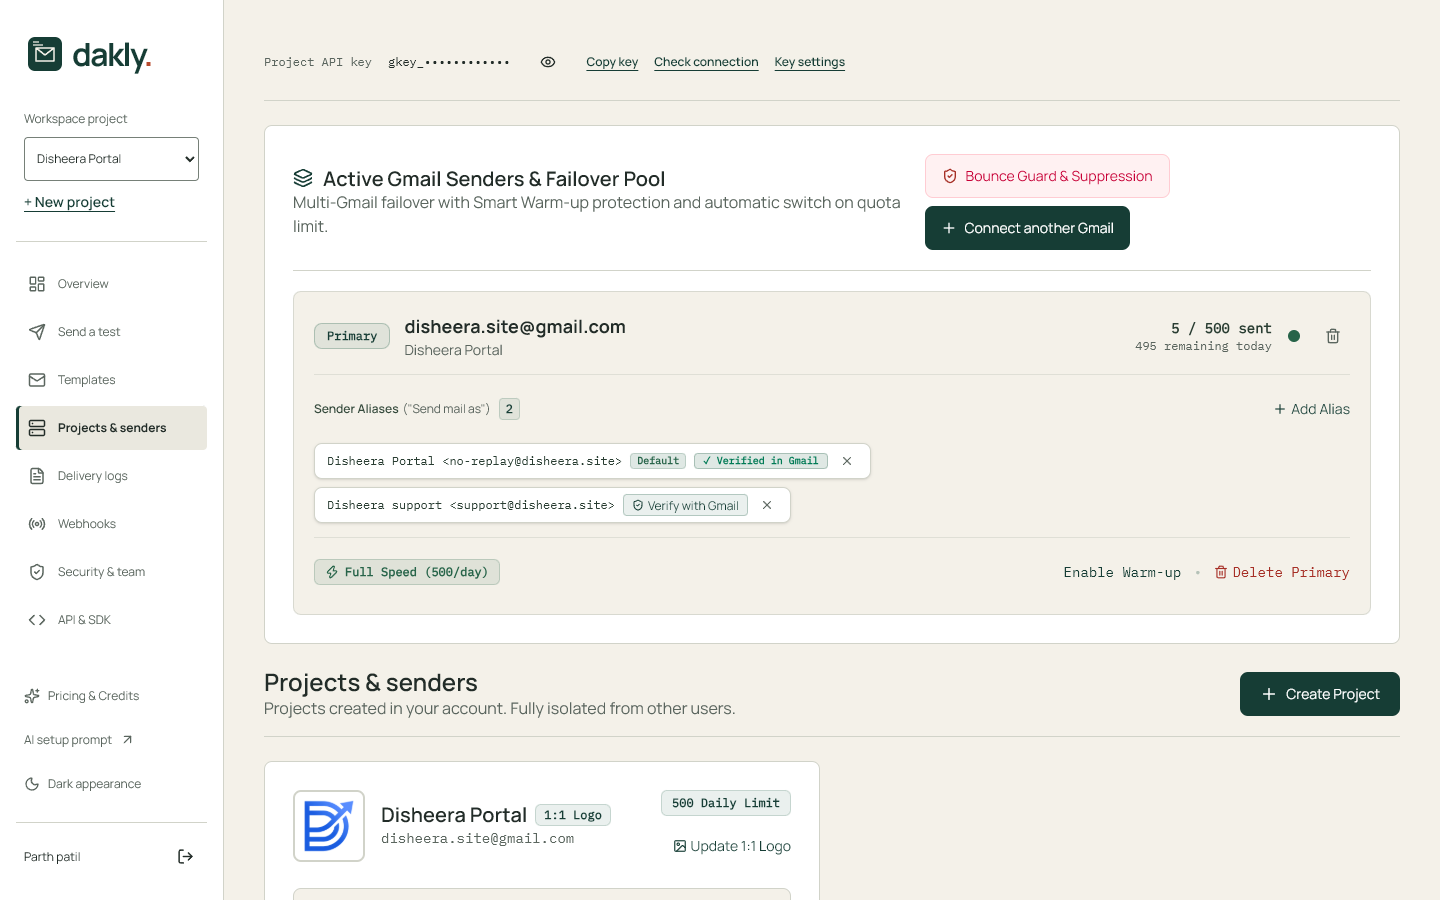 dakly.
Workspace project
Disheera Portal
+ New project
Overview
Send a test
Templates
Projects & senders
Delivery logs
Webhooks
Security & team
API & SDK
Pricing & Credits
AI setup prompt
Dark appearance
Parth patil
Project API key gkey_•••••••••••• Copy key Check connection Key settings
Active Gmail Senders & Failover Pool
Multi-Gmail failover with Smart Warm-up protection and automatic switch on quota
limit.
Bounce Guard & Suppression
+ Connect another Gmail
Primary
disheera.site@gmail.com
Disheera Portal
5 / 500 sent
495 remaining today
Sender Aliases ("Send mail as") 2
+ Add Alias
Disheera Portal <no-replay@disheera.site> Default ✓ Verified in Gmail ×
Disheera support <support@disheera.site> Verify with Gmail ×
Full Speed (500/day)
Enable Warm-up • Delete Primary
Projects & senders
Projects created in your account. Fully isolated from other users.
+ Create Project
Disheera Portal 1:1 Logo
disheera.site@gmail.com
500 Daily Limit
Update 1:1 Logo